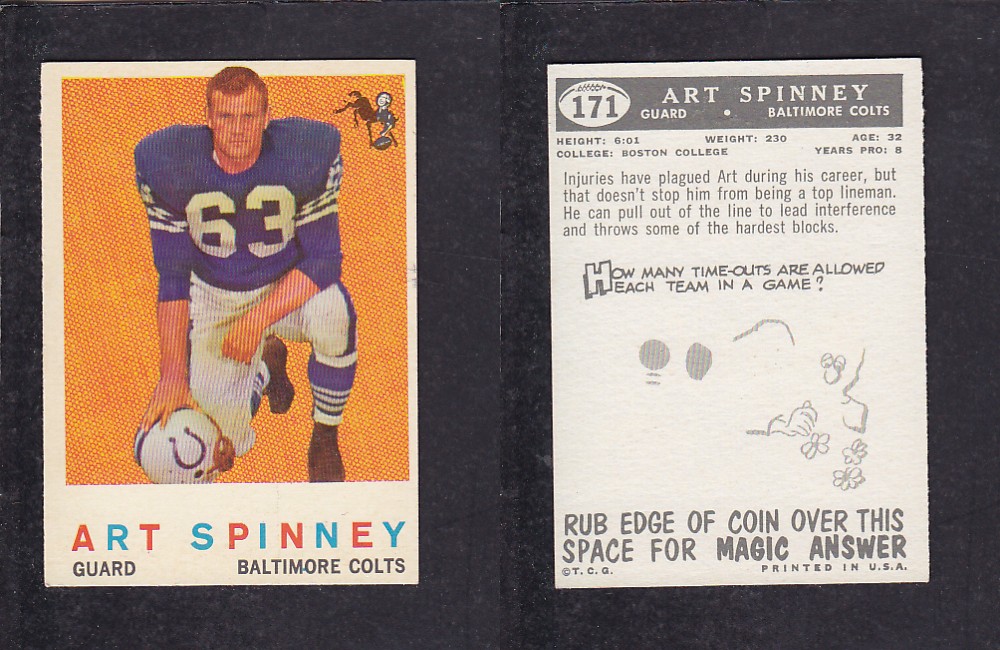 63
ART SPINNEY
GUARD BALTIMORE COLTS
171 ART SPINNEY
GUARD • BALTIMORE COLTS
HEIGHT: 6:01 WEIGHT: 230 AGE: 32
COLLEGE: BOSTON COLLEGE YEARS PRO: 8
Injuries have plagued Art during his career, but
that doesn't stop him from being a top lineman.
He can pull out of the line to lead interference
and throws some of the hardest blocks.
HOW MANY TIME-OUTS ARE ALLOWED
EACH TEAM IN A GAME?
RUB EDGE OF COIN OVER THIS
SPACE FOR MAGIC ANSWER
©T.C.G. PRINTED IN U.S.A.